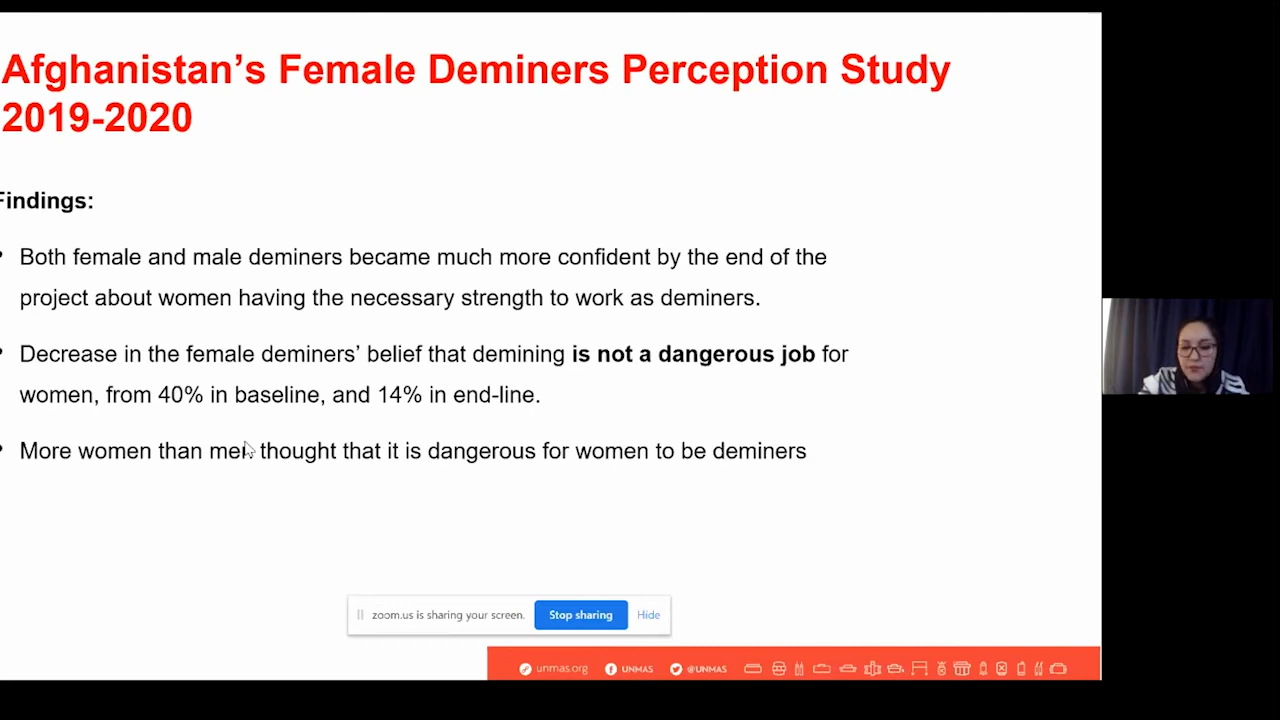 Afghanistan's Female Deminers Perception Study
2019-2020
Findings:
• Both female and male deminers became much more confident by the end of the
project about women having the necessary strength to work as deminers.
• Decrease in the female deminers' belief that demining is not a dangerous job for
women, from 40% in baseline, and 14% in end-line.
• More women than men thought that it is dangerous for women to be deminers
zoom.us is sharing your screen. Stop sharing Hide
unmas.org UNMAS @UNMAS